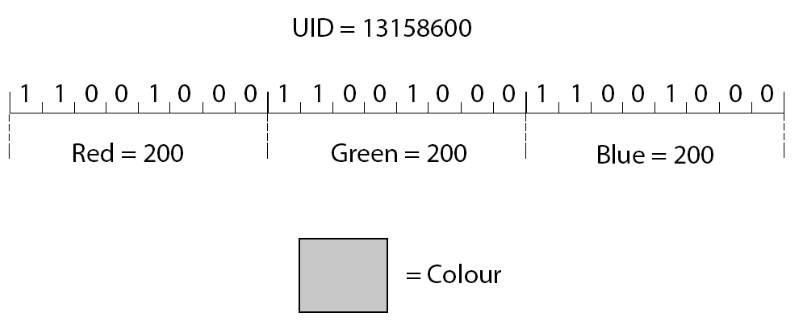 UID = 13158600
1 1 0 0 1 0 0 0 1 1 0 0 1 0 0 0 1 1 0 0 1 0 0 0
Red = 200 Green = 200 Blue = 200
= Colour